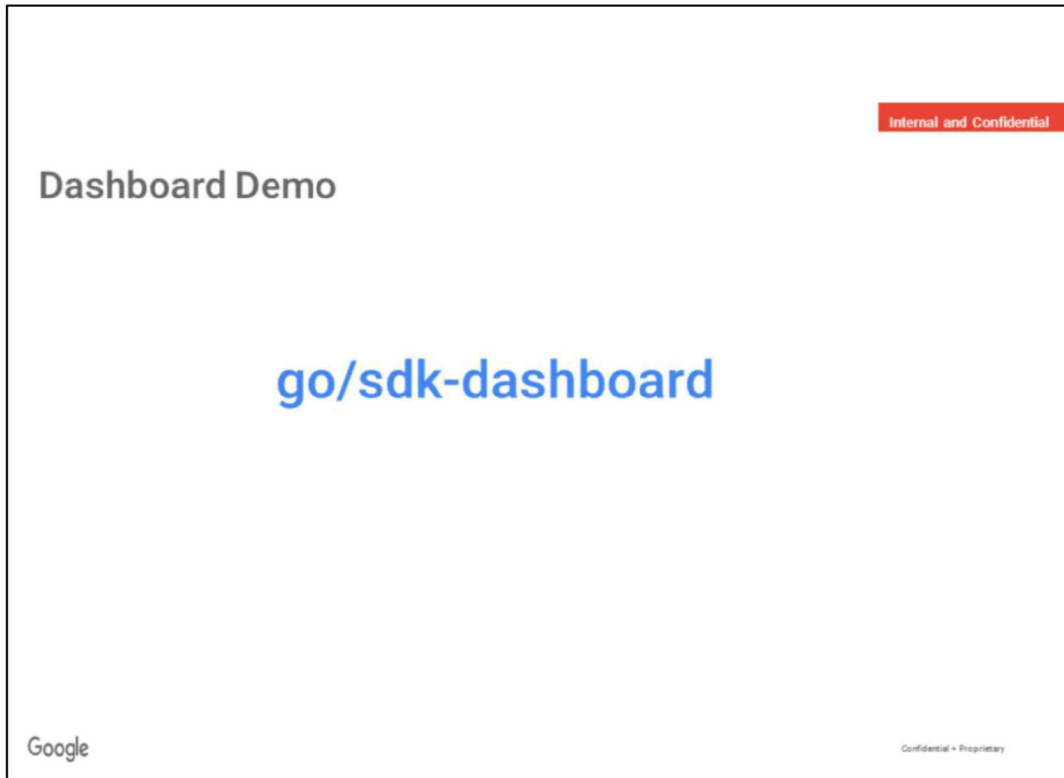 Internal and Confidential
Dashboard Demo
go/sdk-dashboard
Google
Confidential + Proprietary